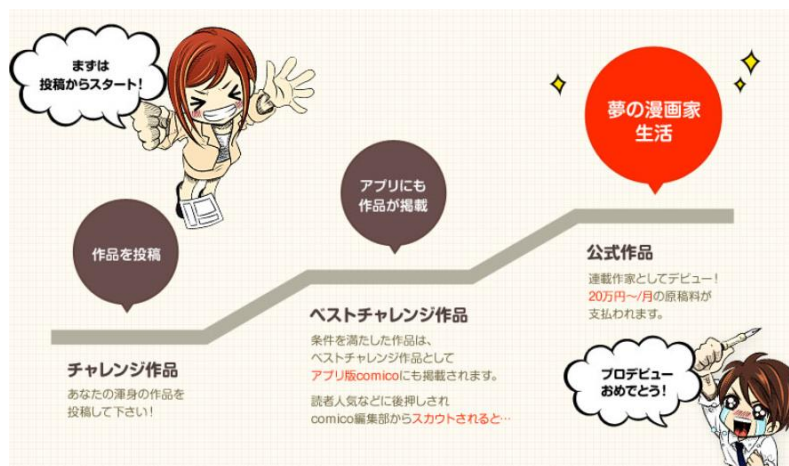 まずは
投稿からスタート!
作品を投稿
チャレンジ作品
あなたの渾身の作品を
投稿して下さい!
アプリにも
作品が掲載
ベストチャレンジ作品
条件を満たした作品は、
ベストチャレンジ作品として
アプリ版comicoにも掲載されます。
読者人気などに後押しされ
comico編集部からスカウトされると…
夢の漫画家
生活
公式作品
連載作家としてデビュー!
20万円〜/月の原稿料が
支払われます。
プロデビュー
おめでとう!